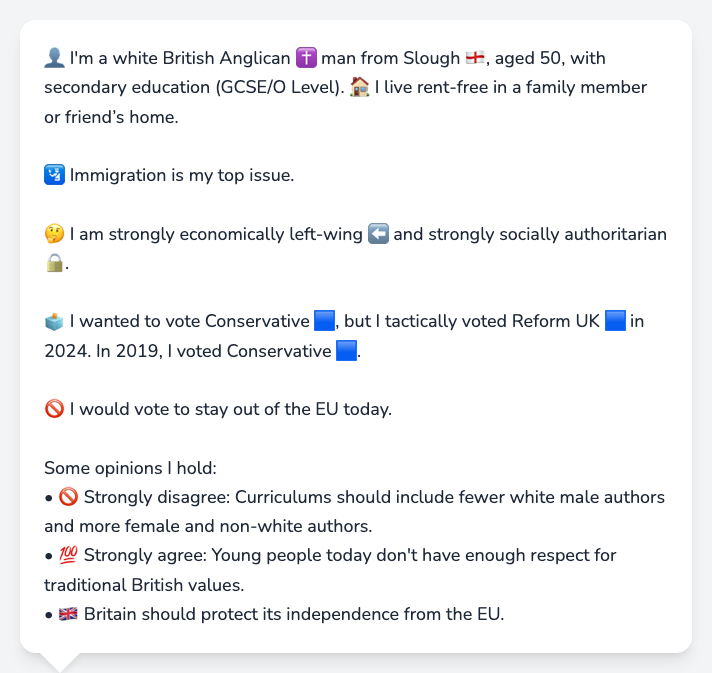 👤 I'm a white British Anglican ✝️ man from Slough 🏴󠁧󠁢󠁥󠁮󠁧󠁿, aged 50, with
secondary education (GCSE/O Level). 🏠 I live rent-free in a family member
or friend’s home.
🛂 Immigration is my top issue.
🤔 I am strongly economically left-wing ⬅️ and strongly socially authoritarian
🔒.
🗳️ I wanted to vote Conservative 🟦, but I tactically voted Reform UK 🟦 in
2024. In 2019, I voted Conservative 🟦.
🚫 I would vote to stay out of the EU today.
Some opinions I hold:
• 🚫 Strongly disagree: Curriculums should include fewer white male authors
and more female and non-white authors.
• 💯 Strongly agree: Young people today don't have enough respect for
traditional British values.
• 🇬🇧 Britain should protect its independence from the EU.